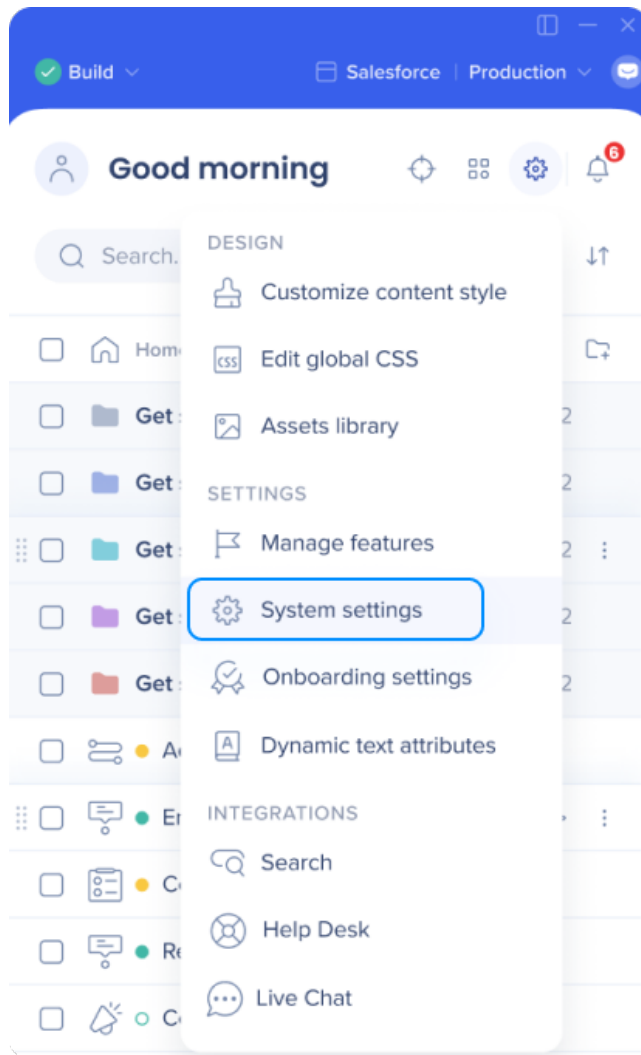 Build
Salesforce | Production
Good morning
6
Search.
DESIGN
Customize content style
CSS Edit global CSS
Assets library
Get
2
Get
2
SETTINGS
Manage features
Get
2
System settings
Get
2
Onboarding settings
Get
2
A Dynamic text attributes
INTEGRATIONS
Search
Help Desk
Live Chat